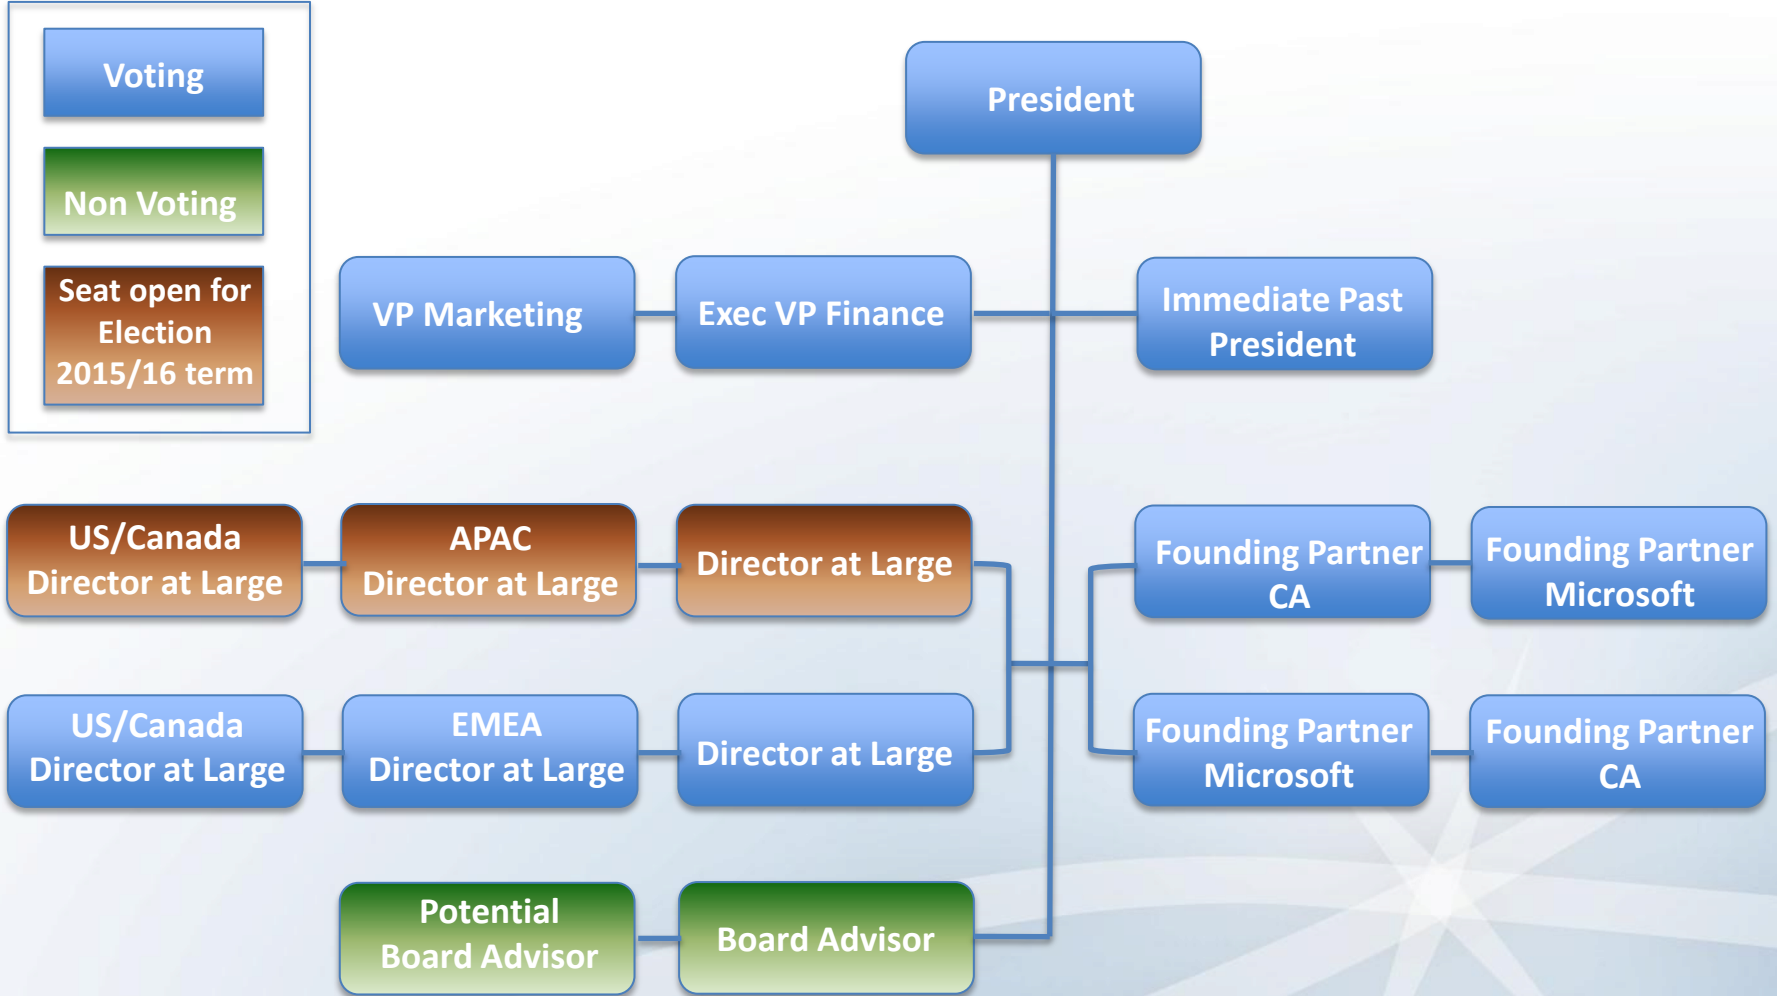 Voting
Non Voting
Seat open for
Election
2015/16 term
President
VP Marketing
Exec VP Finance
Immediate Past
President
US/Canada
Director at Large
APAC
Director at Large
Director at Large
Founding Partner
CA
Founding Partner
Microsoft
US/Canada
Director at Large
EMEA
Director at Large
Director at Large
Founding Partner
Microsoft
Founding Partner
CA
Potential
Board Advisor
Board Advisor